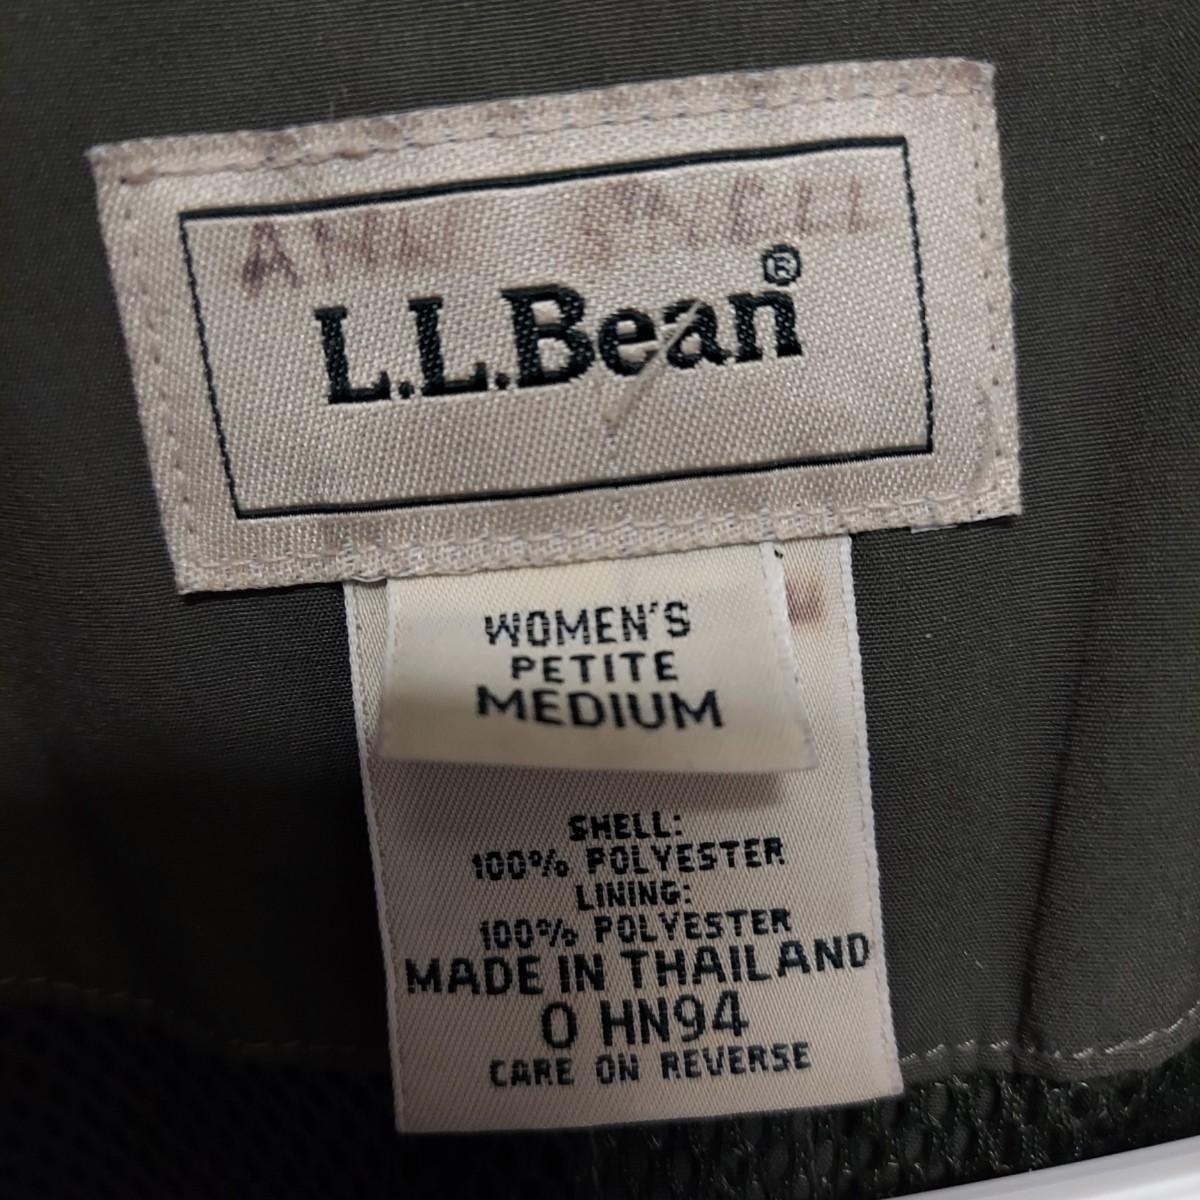 L.L.Bean®
WOMEN'S
PETITE
MEDIUM
SHELL:
100% POLYESTER
LINING:
100% POLYESTER
MADE IN THAILAND
0 HN94
CARE ON REVERSE